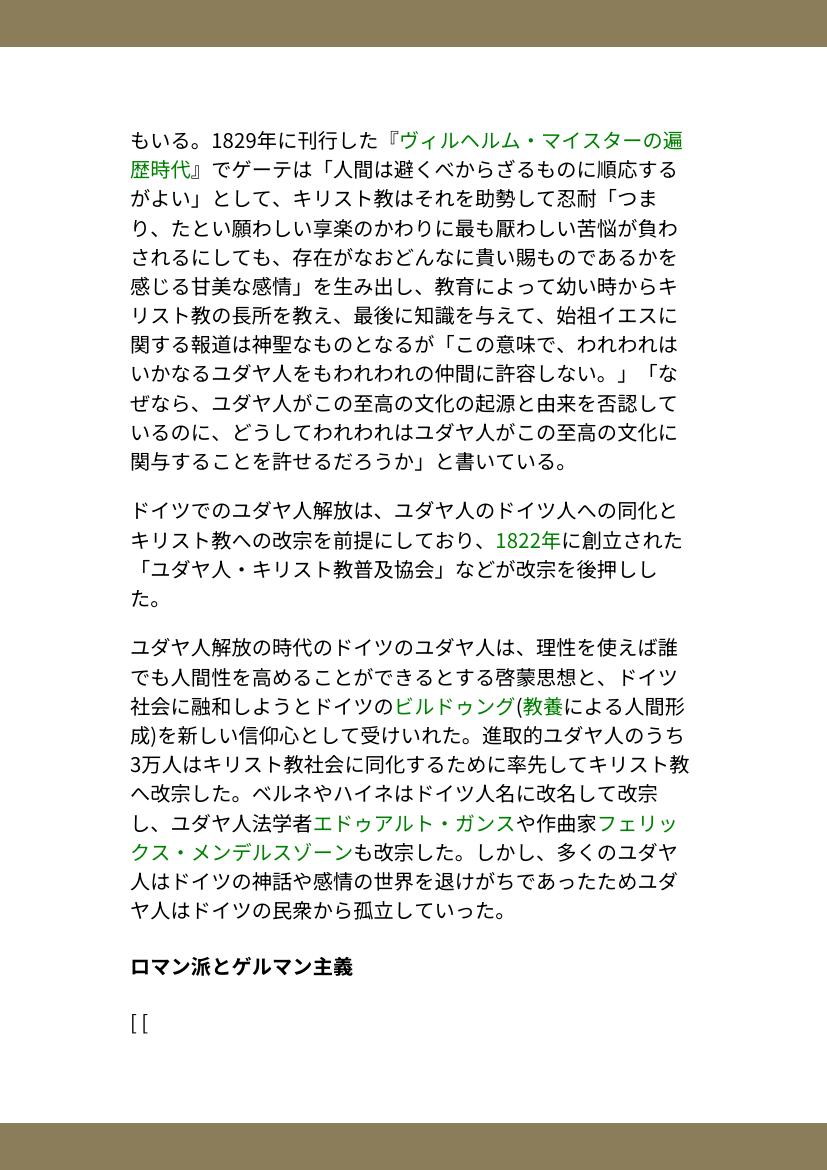 もいる。1829年に刊行した『ヴィルヘルム・マイスターの遍
歴時代』でゲーテは「人間は避くべからざるものに順応する
がよい」として、キリスト教はそれを助勢して忍耐「つま
り、たとい願わしい享楽のかわりに最も厭わしい苦悩が負わ
されるにしても、存在がなおどんなに貴い賜ものであるかを
感じる甘美な感情」を生み出し、教育によって幼い時からキ
リスト教の長所を教え、最後に知識を与えて、始祖イエスに
関する報道は神聖なものとなるが「この意味で、われわれは
いかなるユダヤ人をもわれわれの仲間に許容しない。」「な
ぜなら、ユダヤ人がこの至高の文化の起源と由来を否認して
いるのに、どうしてわれわれはユダヤ人がこの至高の文化に
関与することを許せるだろうか」と書いている。
ドイツでのユダヤ人解放は、ユダヤ人のドイツ人への同化と
キリスト教への改宗を前提にしており、1822年に創立された
「ユダヤ人・キリスト教普及協会」などが改宗を後押しし
た。
ユダヤ人解放の時代のドイツのユダヤ人は、理性を使えば誰
でも人間性を高めることができるとする啓蒙思想と、ドイツ
社会に融和しようとドイツのビルドゥング(教養による人間形
成)を新しい信仰心として受けいれた。進取的ユダヤ人のうち
3万人はキリスト教社会に同化するために率先してキリスト教
へ改宗した。ベルネやハイネはドイツ人名に改名して改宗
し、ユダヤ人法学者エドゥアルト・ガンスや作曲家フェリッ
クス・メンデルスゾーンも改宗した。しかし、多くのユダヤ
人はドイツの神話や感情の世界を退けがちであったためユダ
ヤ人はドイツの民衆から孤立していった。
ロマン派とゲルマン主義
[ [